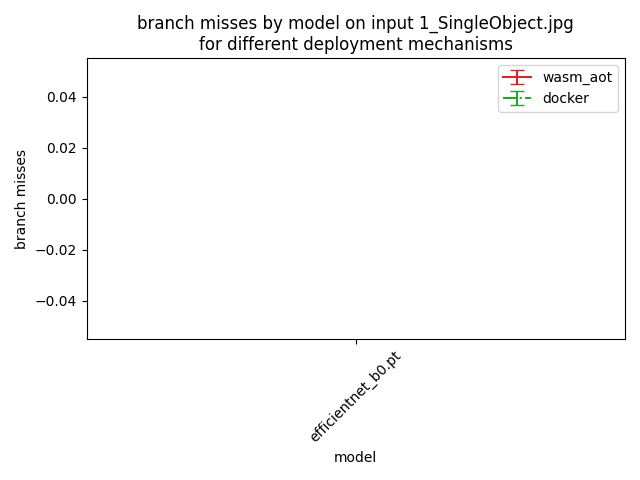 branch misses by model on input 1_SingleObject.jpg
for different deployment mechanisms
wasm_aot
docker
0.04
0.02
0.00
−0.02
−0.04
branch misses
efficientnet_b0.pt
model